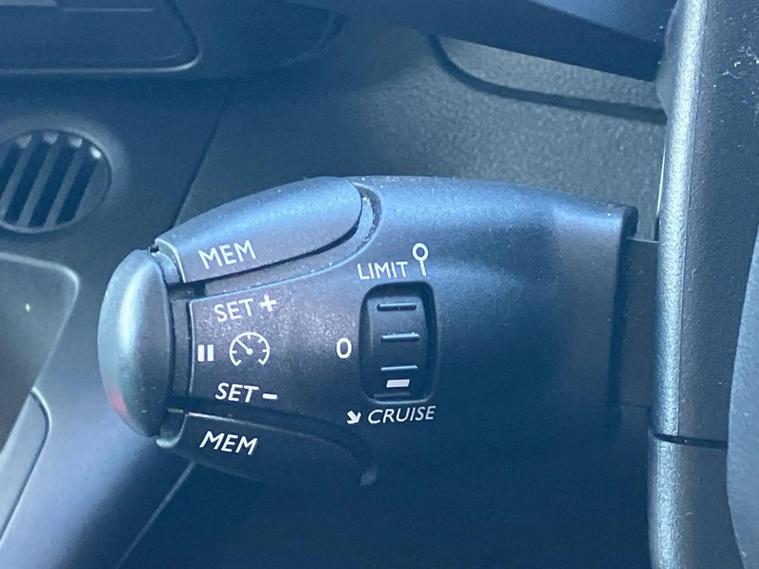 MEM
LIMIT
SET +
0
SET -
CRUISE
MEM